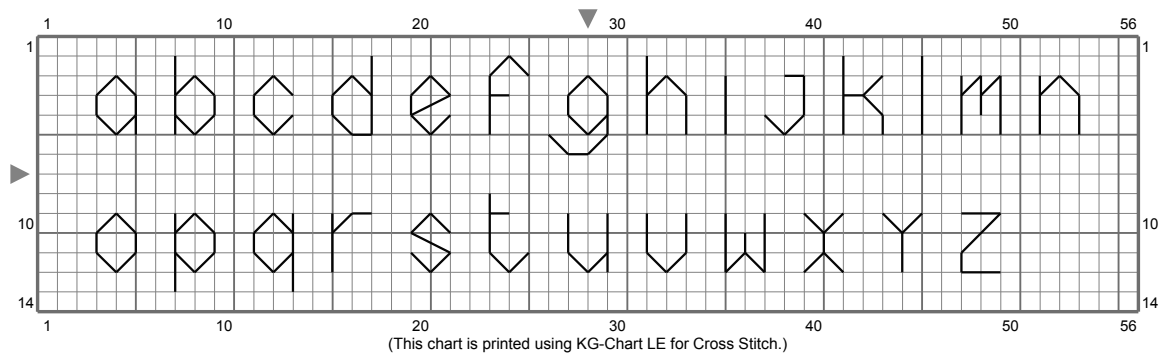 1 10 20 30 40 50 56
1 1
a b c d e f g h i j k l m n
10 10
o p q r s t u v w x y z
14 14
1 10 20 30 40 50 56
(This chart is printed using KG-Chart LE for Cross Stitch.)